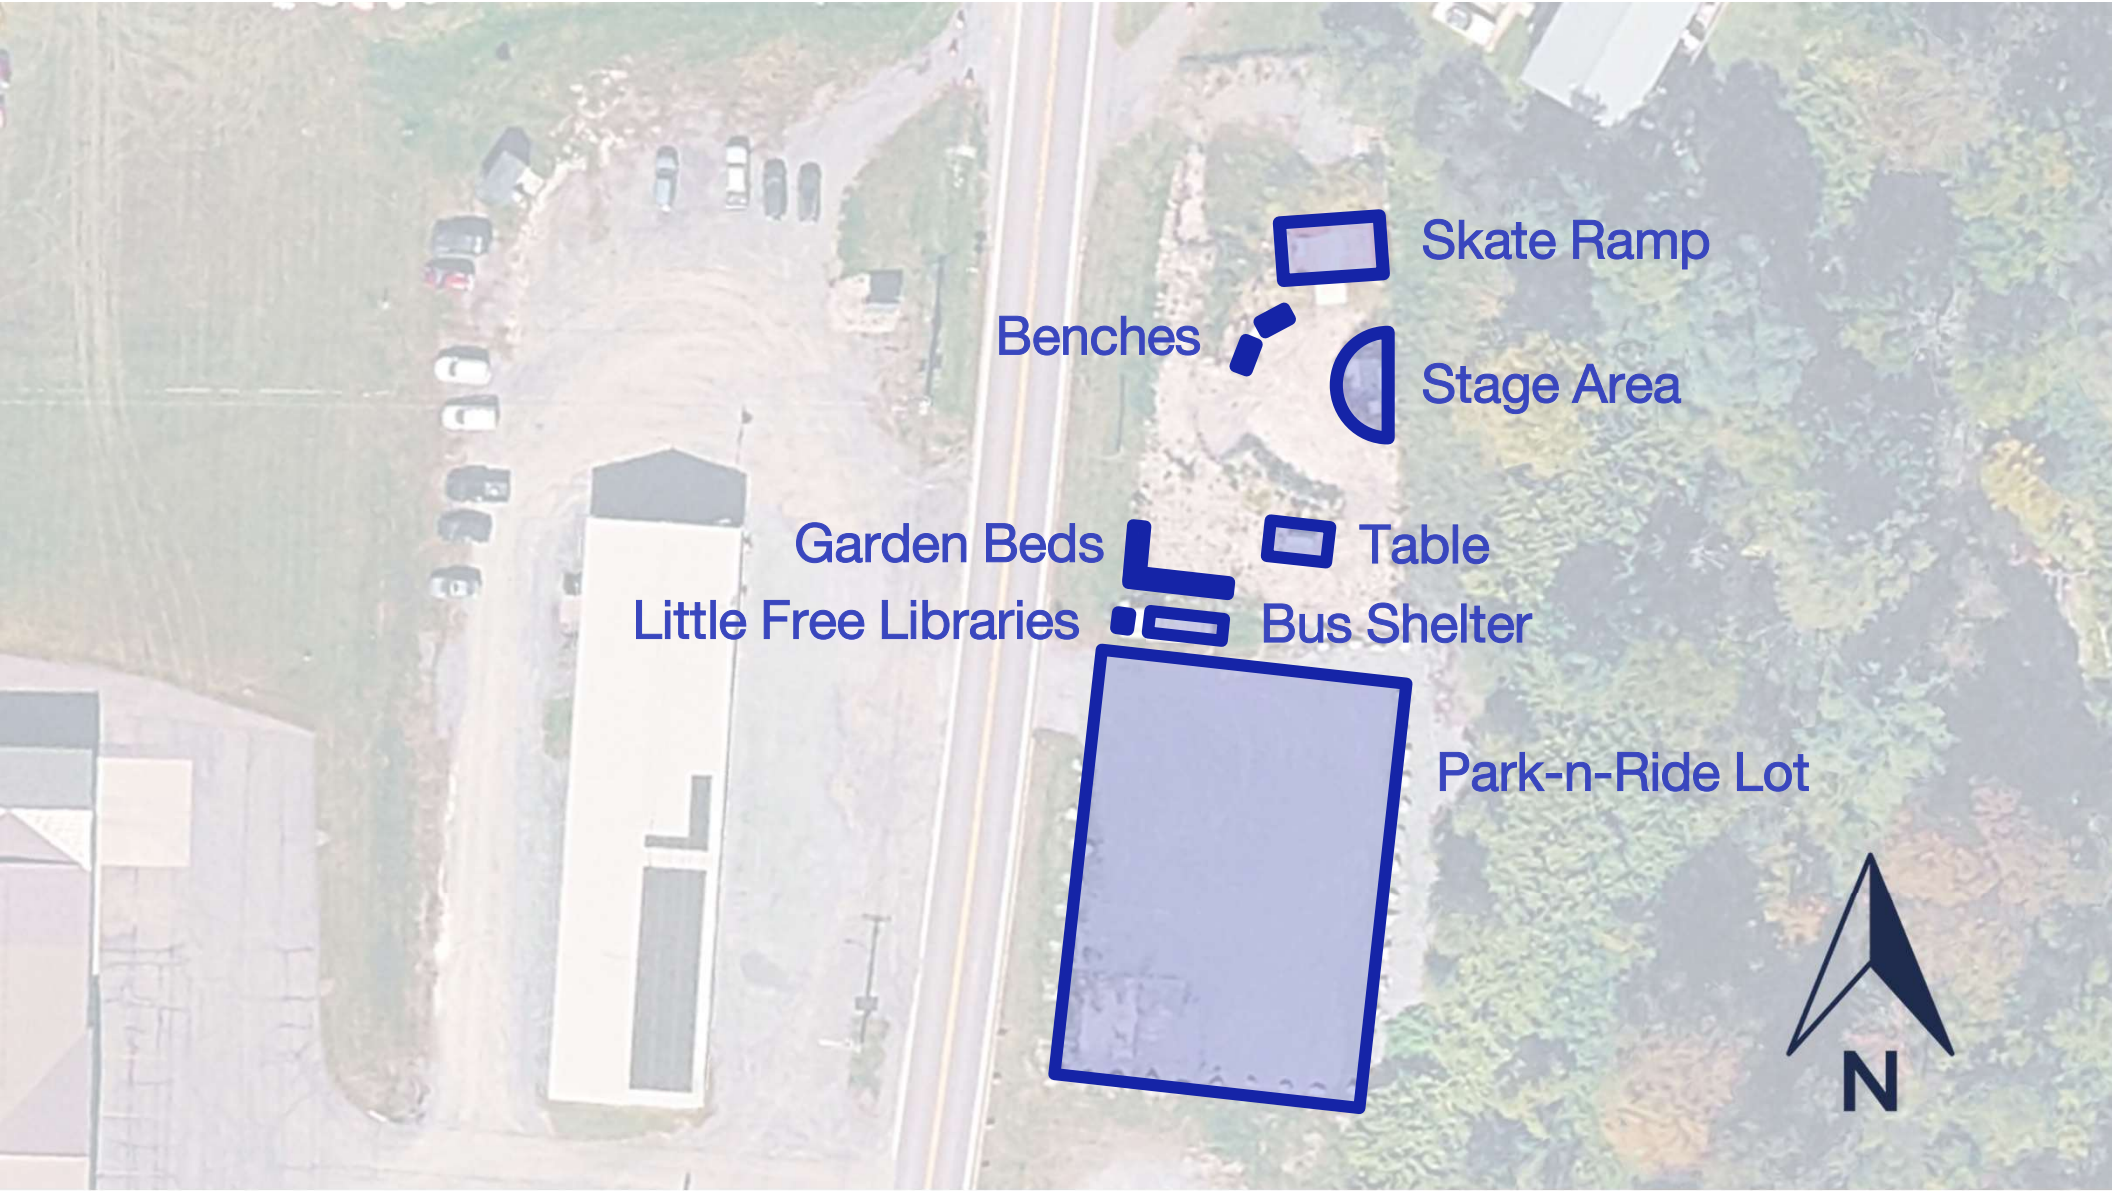 Skate Ramp
Benches
Stage Area
Garden Beds
Table
Little Free Libraries
Bus Shelter
Park-n-Ride Lot
N